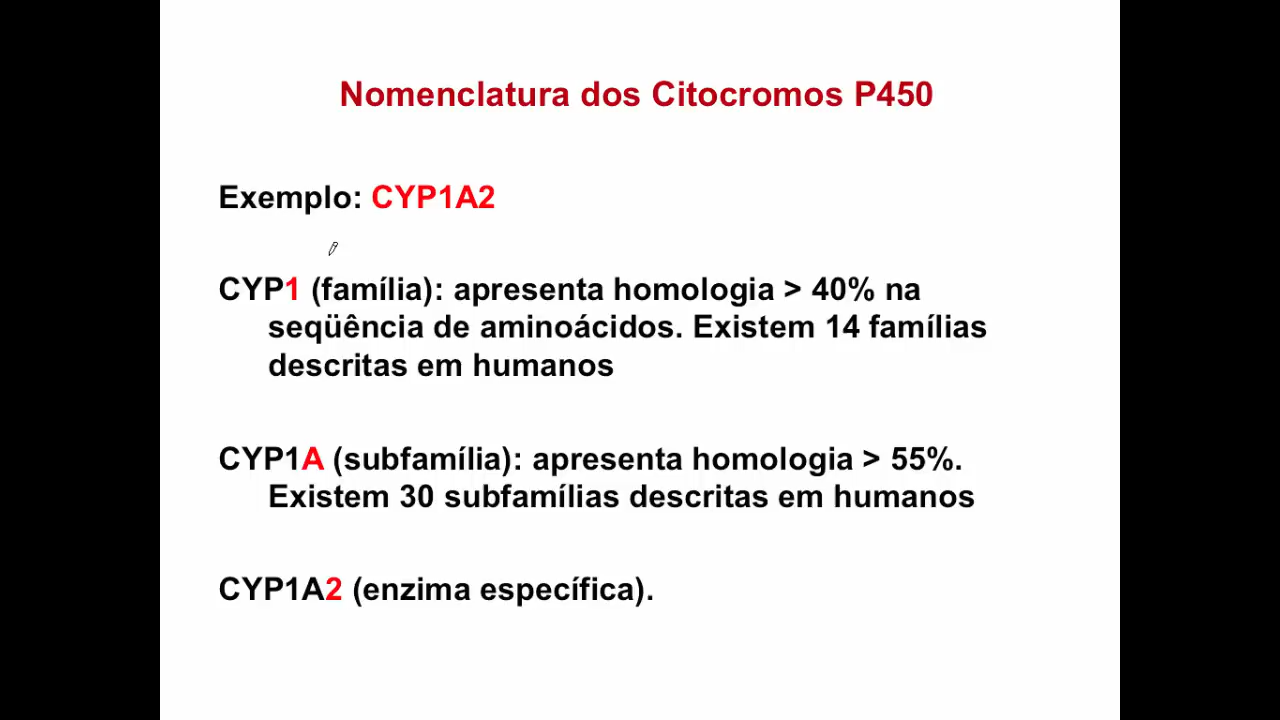 Nomenclatura dos Citocromos P450
Exemplo: CYP1A2
CYP1 (família): apresenta homologia > 40% na
seqüência de aminoácidos. Existem 14 famílias
descritas em humanos
CYP1A (subfamília): apresenta homologia > 55%.
Existem 30 subfamílias descritas em humanos
CYP1A2 (enzima específica).